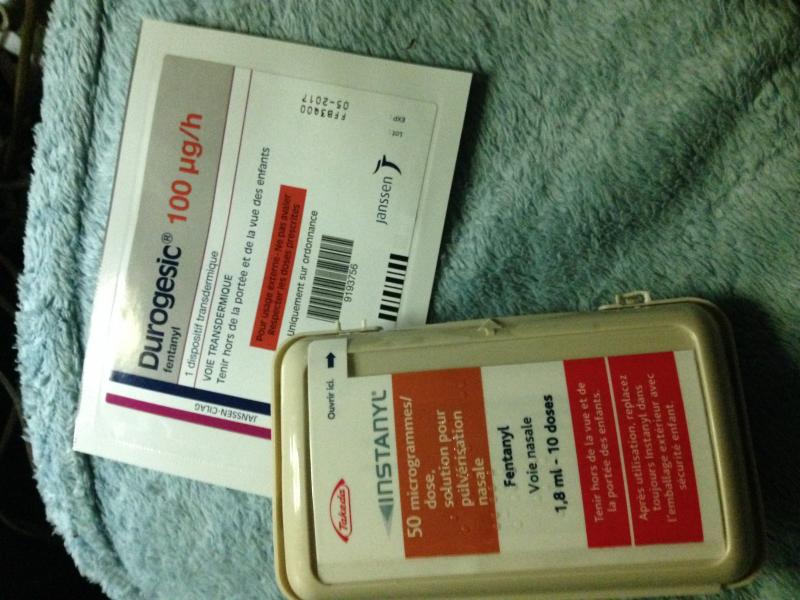 Durogesic® 100 µg/h
fentanyl
1 dispositif transdermique
VOIE TRANSDERMIQUE
Tenir hors de la portée et de la vue des enfants
Pour usage externe - Ne pas avaler
Respecter les doses prescrites
Uniquement sur ordonnance
9193756
JANSSEN-CILAG
janssen
Lot:
EXP:
FFB3400
05-2017
Ouvrir ici.
Takeda
INSTANYL®
50 microgrammes/
dose,
solution pour
pulvérisation
nasale
Fentanyl
Voie nasale
1,8 ml - 10 doses
Tenir hors de la vue et de
la portée des enfants.
Après utilisation, replacez
toujours Instanyl dans
l'emballage extérieur avec
sécurité enfant.